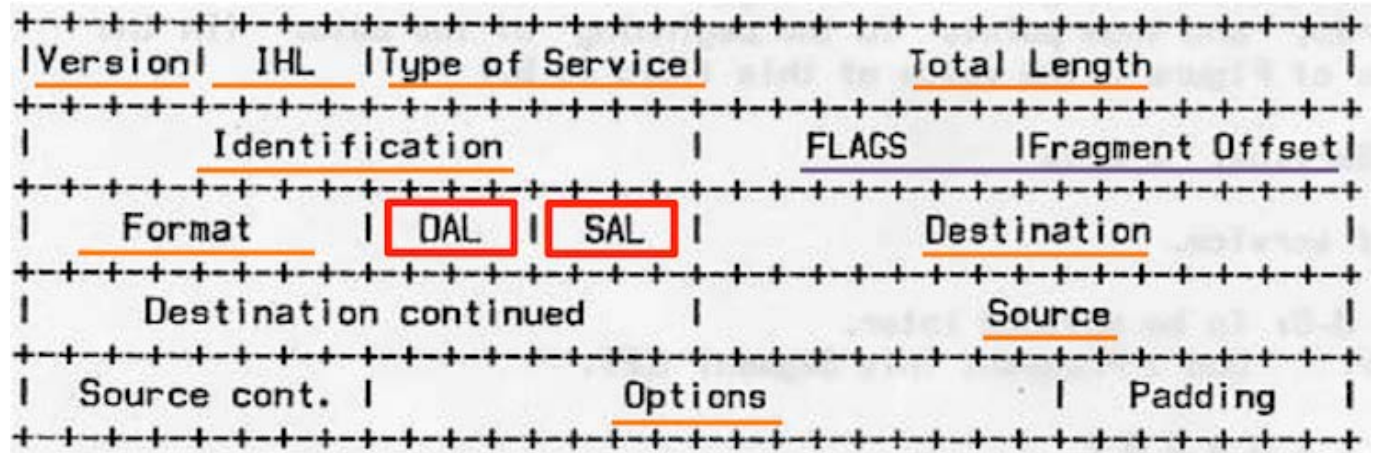 +-+-+-+-+-+-+-+-+-+-+-+-+-+-+-+-+-+-+-+-+-+-+-+-+-+-+-+-+-+-+-+-+
|Version| IHL |Type of Service| Total Length |
+-+-+-+-+-+-+-+-+-+-+-+-+-+-+-+-+-+-+-+-+-+-+-+-+-+-+-+-+-+-+-+-+
| Identification | FLAGS |Fragment Offset|
+-+-+-+-+-+-+-+-+-+-+-+-+-+-+-+-+-+-+-+-+-+-+-+-+-+-+-+-+-+-+-+-+
| Format | DAL | SAL | Destination |
+-+-+-+-+-+-+-+-+-+-+-+-+-+-+-+-+-+-+-+-+-+-+-+-+-+-+-+-+-+-+-+-+
| Destination continued | Source |
+-+-+-+-+-+-+-+-+-+-+-+-+-+-+-+-+-+-+-+-+-+-+-+-+-+-+-+-+-+-+-+-+
| Source cont. | Options | Padding |
+-+-+-+-+-+-+-+-+-+-+-+-+-+-+-+-+-+-+-+-+-+-+-+-+-+-+-+-+-+-+-+-+